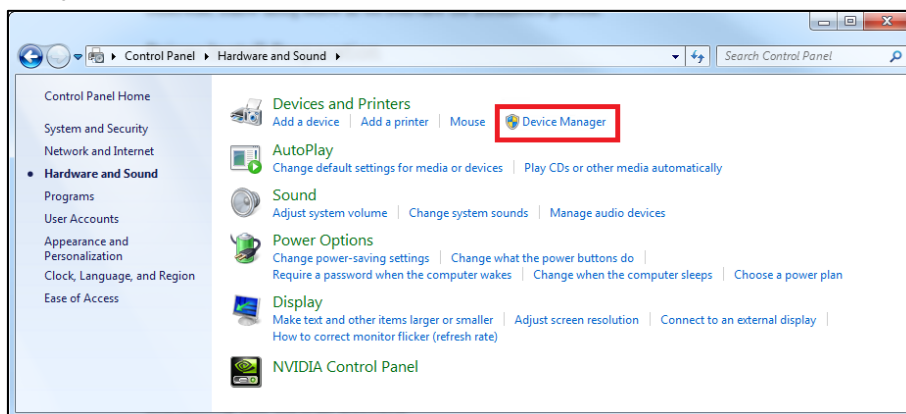 Control Panel Hardware and Sound
Search Control Panel
Control Panel Home
System and Security
Network and Internet
Hardware and Sound
Programs
User Accounts
Appearance and
Personalization
Clock, Language, and Region
Ease of Access
Devices and Printers
Add a device Add a printer Mouse Device Manager
AutoPlay
Change default settings for media or devices Play CDs or other media automatically
Sound
Adjust system volume Change system sounds Manage audio devices
Power Options
Change power-saving settings Change what the power buttons do
Require a password when the computer wakes Change when the computer sleeps Choose a power plan
Display
Make text and other items larger or smaller Adjust screen resolution Connect to an external display
How to correct monitor flicker (refresh rate)
NVIDIA Control Panel